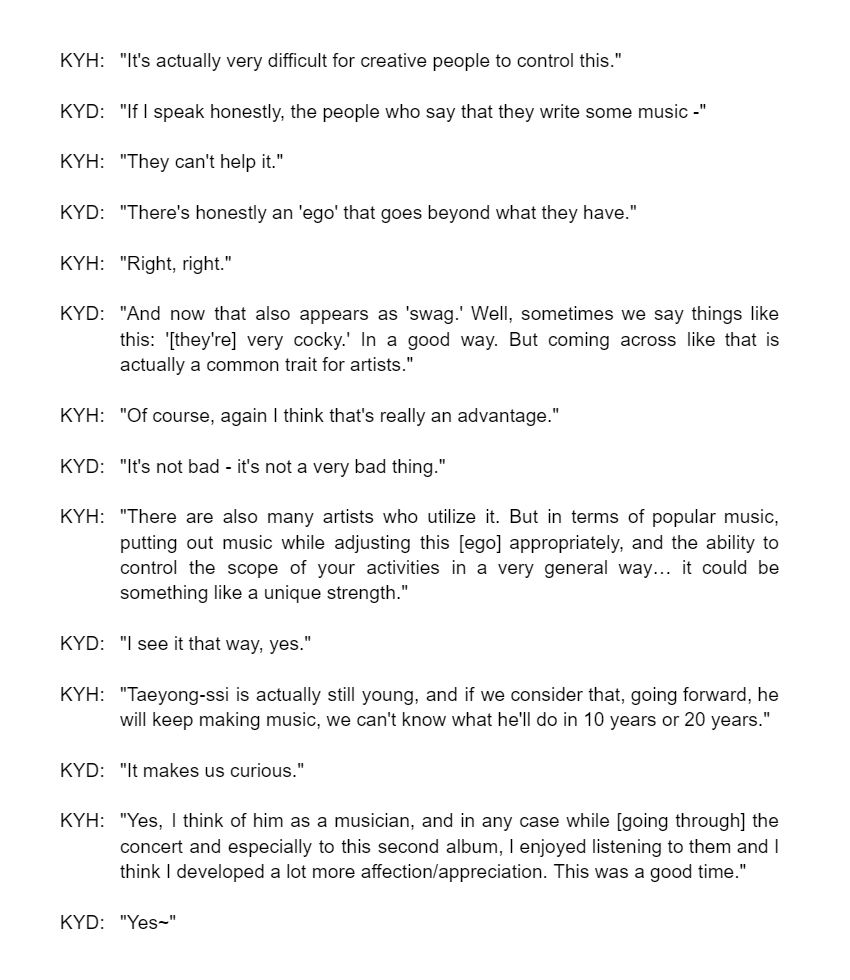 KYH: "It's actually very difficult for creative people to control this."
KYD: "If I speak honestly, the people who say that they write some music -"
KYH: "They can't help it."
KYD: "There's honestly an 'ego' that goes beyond what they have."
KYH: "Right, right."
KYD: "And now that also appears as 'swag.' Well, sometimes we say things like
this: '[they're] very cocky.' In a good way. But coming across like that is
actually a common trait for artists."
KYH: "Of course, again I think that's really an advantage."
KYD: "It's not bad - it's not a very bad thing."
KYH: "There are also many artists who utilize it. But in terms of popular music,
putting out music while adjusting this [ego] appropriately, and the ability to
control the scope of your activities in a very general way… it could be
something like a unique strength."
KYD: "I see it that way, yes."
KYH: "Taeyong-ssi is actually still young, and if we consider that, going forward, he
will keep making music, we can't know what he'll do in 10 years or 20 years."
KYD: "It makes us curious."
KYH: "Yes, I think of him as a musician, and in any case while [going through] the
concert and especially to this second album, I enjoyed listening to them and I
think I developed a lot more affection/appreciation. This was a good time."
KYD: "Yes~"